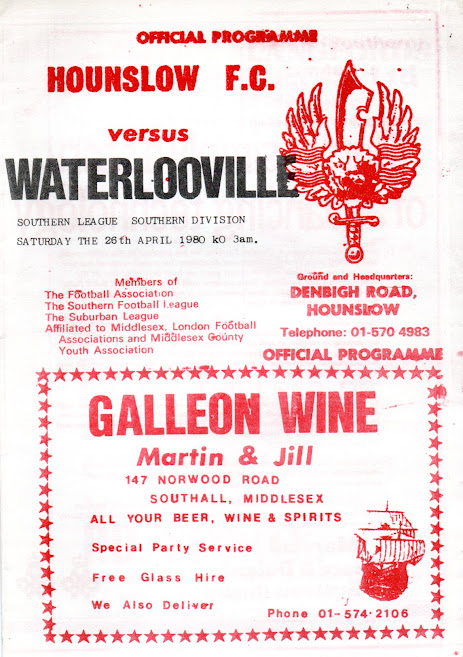 OFFICIAL PROGRAMME
HOUNSLOW F.C.
versus
WATERLOOVILLE
SOUTHERN LEAGUE SOUTHERN DIVISION
SATURDAY THE 26th APRIL 1980 kO 3am.
Members of
The Football Association
The Southern Football League
The Suburban League
Affiliated to Middlesex, London Football
Associations and Middlesex County
Youth Association
Ground and Headquarters:
DENBIGH ROAD,
HOUNSLOW
Telephone: 01-570 4983
OFFICIAL PROGRAMME
GALLEON WINE
Martin & Jill
147 NORWOOD ROAD
SOUTHALL, MIDDLESEX
ALL YOUR BEER, WINE & SPIRITS
Special Party Service
Free Glass Hire
We Also Deliver
Phone 01-574-2106